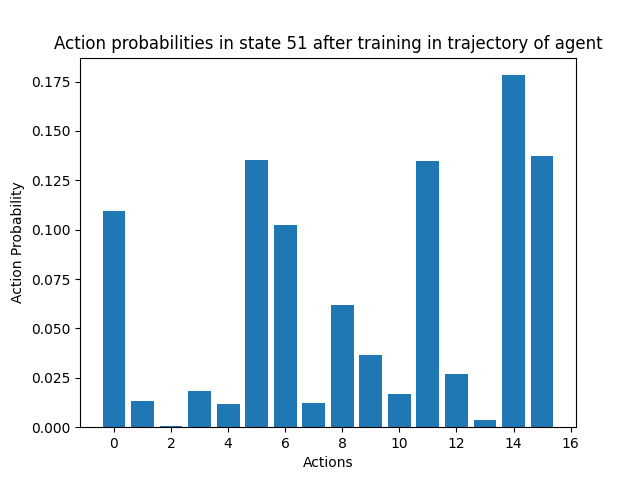 Action probabilities in state 51 after training in trajectory of agent
0.175
0.150
0.125
0.100
0.075
0.050
0.025
0.000
Action Probability
0 2 4 6 8 10 12 14 16
Actions